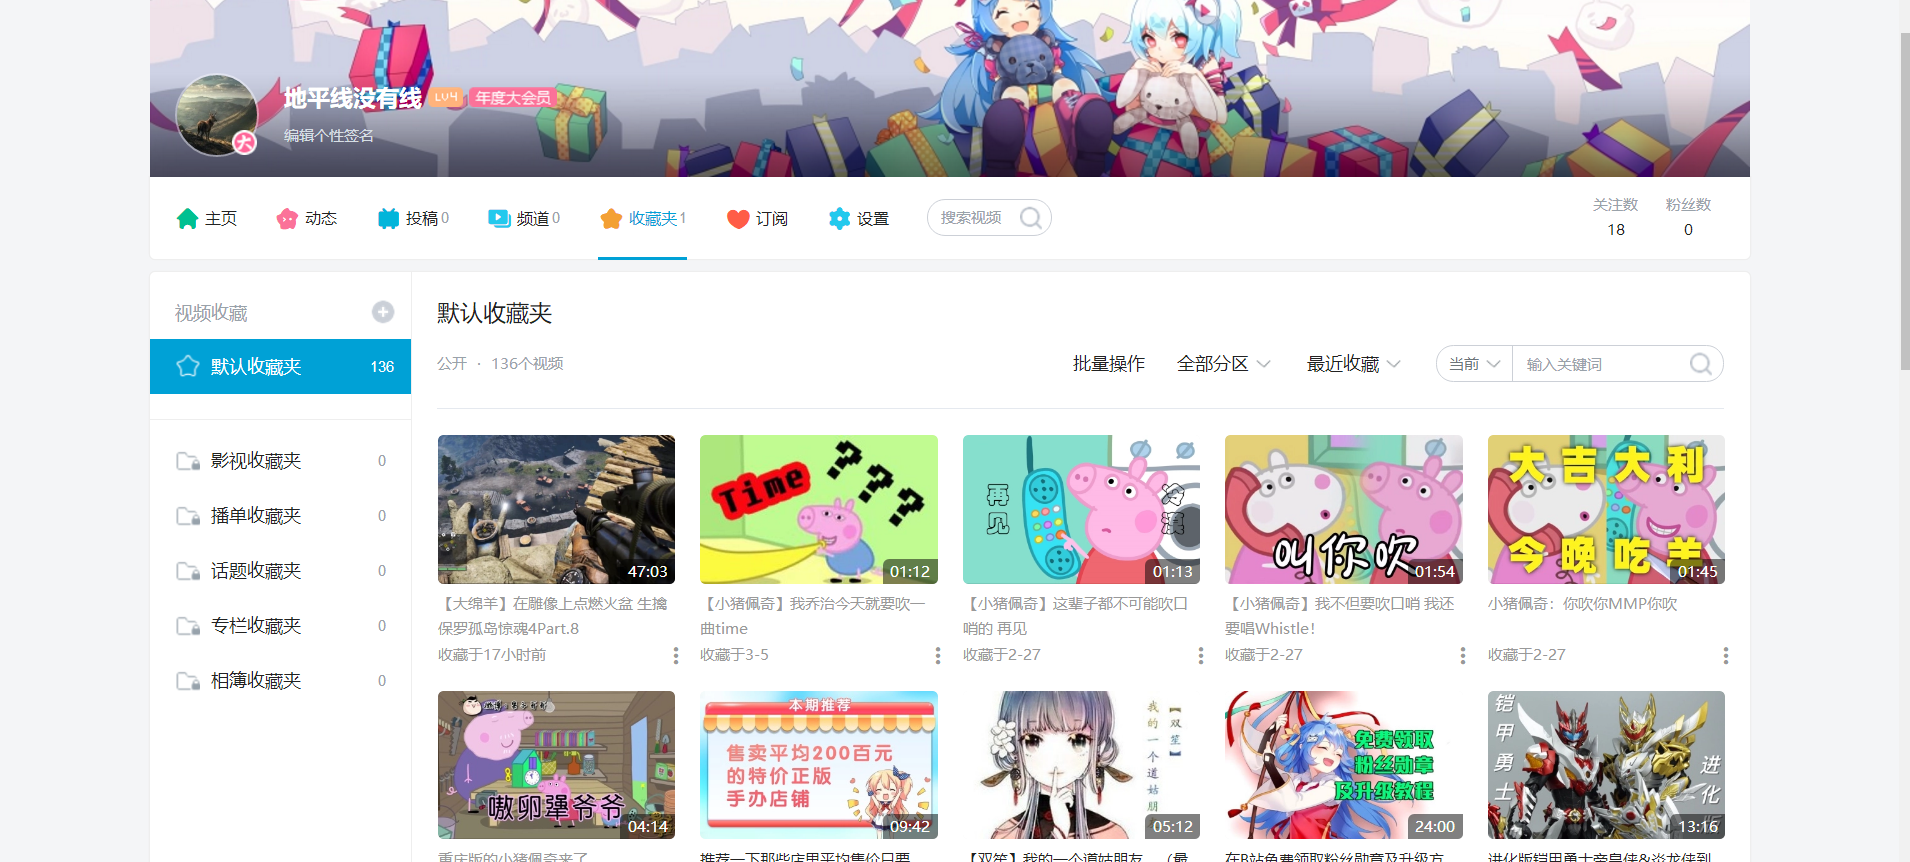 地平线没有线 LV4 年度大会员
大
编辑个性签名
主页 动态 投稿 0 频道 0 收藏夹 1 订阅 设置 搜索视频
关注数 粉丝数
18 0
视频收藏
默认收藏夹 136
影视收藏夹 0
播单收藏夹 0
话题收藏夹 0
专栏收藏夹 0
相簿收藏夹 0
默认收藏夹
公开 · 136个视频
批量操作 全部分区 最近收藏 当前 输入关键词
47:03
Time ???
01:12
再见
01:13
叫你吹
01:54
大吉大利
今晚吃羊
01:45
【大绵羊】在雕像上点燃火盆 生擒
保罗孤岛惊魂4Part.8
收藏于17小时前
【小猪佩奇】我乔治今天就要吹一
曲time
收藏于3-5
【小猪佩奇】这辈子都不可能吹口
哨的 再见
收藏于2-27
【小猪佩奇】我不但要吹口哨 我还
要唱Whistle!
收藏于2-27
小猪佩奇：你吹你MMP你吹
收藏于2-27
嗷卵犟爷爷
04:14
本期推荐
售卖平均200百元
的特价正版
手办店铺
09:42
【双笙】
我的一个道姑朋
05:12
免费领取
粉丝勋章
及升级教程
24:00
铠甲勇士
进化
13:16
重庆版的小猪佩奇来了
推荐一下那些店里平均售价只要
【双笙】我的一个道姑朋友 （最
在B站免费领取粉丝勋章及升级方
进化版铠甲勇士帝皇侠&炎龙侠到